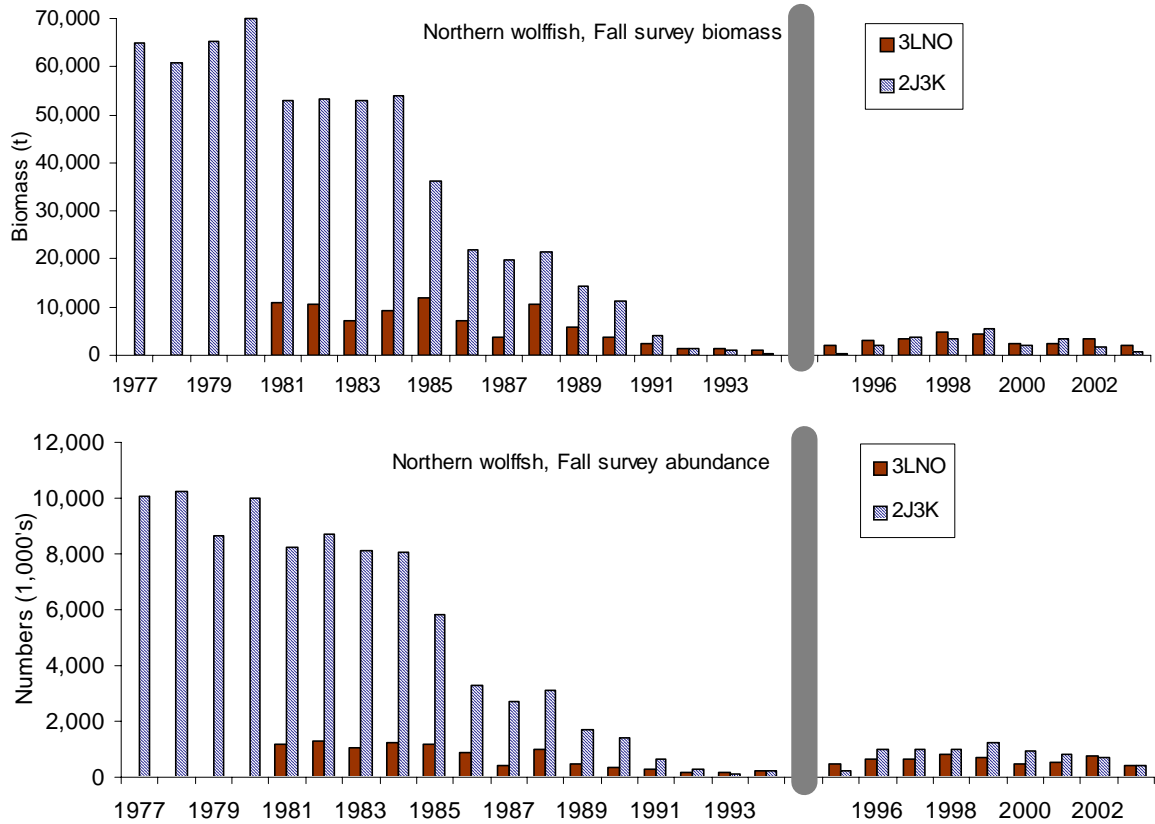 Northern wolffish, Fall survey biomass
3LNO
2J3K
Biomass (t)
70,000
60,000
50,000
40,000
30,000
20,000
10,000
0
1977 1979 1981 1983 1985 1987 1989 1991 1993 1996 1998 2000 2002
Northern wolffsh, Fall survey abundance
3LNO
2J3K
Numbers (1,000's)
12,000
10,000
8,000
6,000
4,000
2,000
0
1977 1979 1981 1983 1985 1987 1989 1991 1993 1996 1998 2000 2002